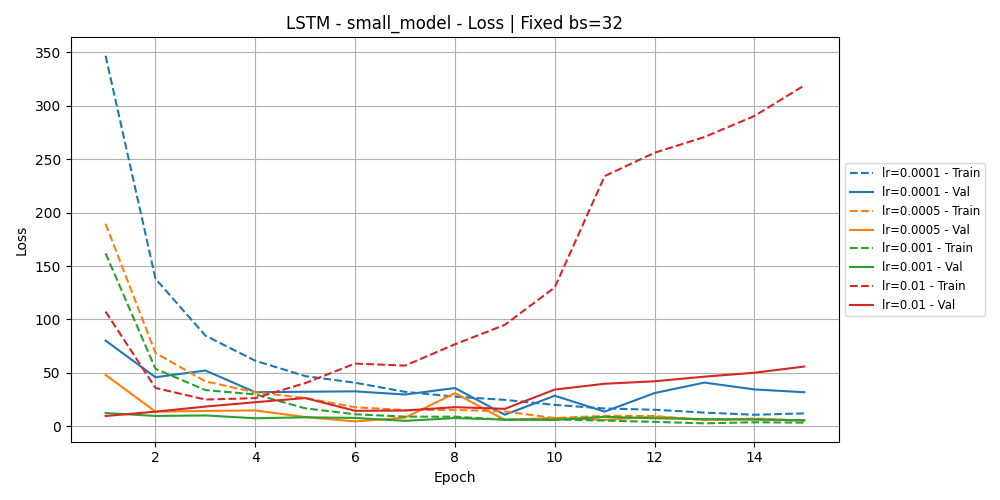 LSTM - small_model - Loss | Fixed bs=32
350
300
250
200
150
100
50
0
Loss
2
4
6
8
10
12
14
Epoch
lr=0.0001 - Train
lr=0.0001 - Val
lr=0.0005 - Train
lr=0.0005 - Val
lr=0.001 - Train
lr=0.001 - Val
lr=0.01 - Train
lr=0.01 - Val